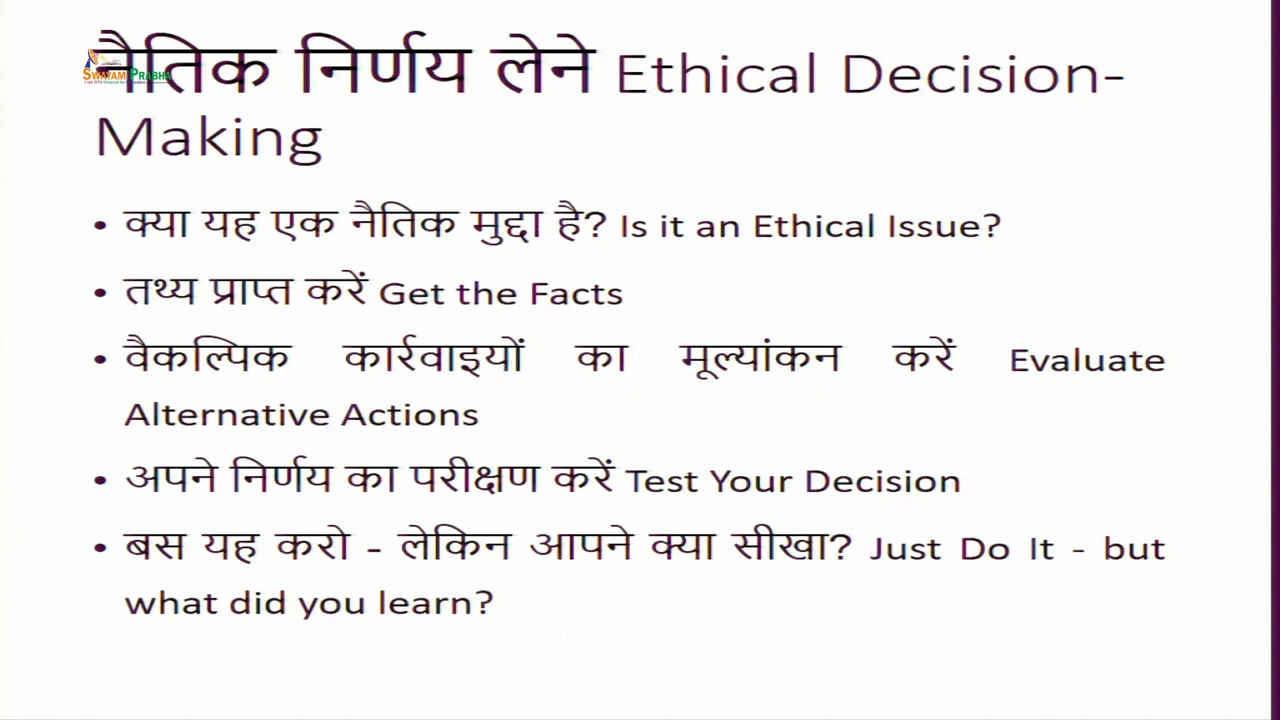 नैतिक निर्णय लेने Ethical Decision-
Making
SWAYAM PRABHA
• क्या यह एक नैतिक मुद्दा है? Is it an Ethical Issue?
• तथ्य प्राप्त करें Get the Facts
• वैकल्पिक कार्रवाइयों का मूल्यांकन करें Evaluate
Alternative Actions
• अपने निर्णय का परीक्षण करें Test Your Decision
• बस यह करो - लेकिन आपने क्या सीखा? Just Do It - but
what did you learn?